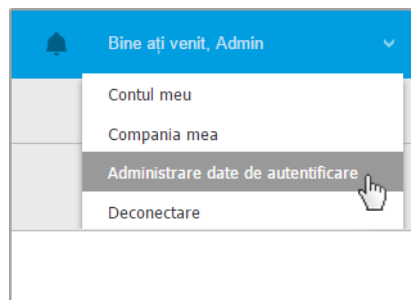 Bine ați venit, Admin
Contul meu
Compania mea
Administrare date de autentificare
Deconectare